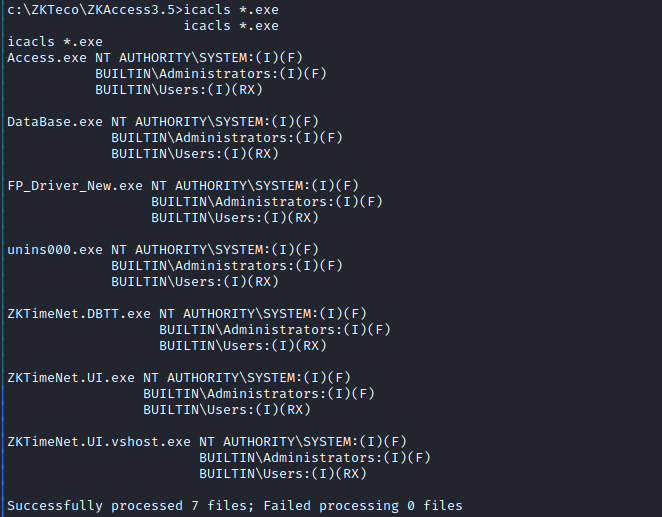 c:\ZKTeco\ZKAccess3.5>icacls *.exe
icacls *.exe
icacls *.exe
Access.exe NT AUTHORITY\SYSTEM:(I)(F)
BUILTIN\Administrators:(I)(F)
BUILTIN\Users:(I)(RX)
DataBase.exe NT AUTHORITY\SYSTEM:(I)(F)
BUILTIN\Administrators:(I)(F)
BUILTIN\Users:(I)(RX)
FP_Driver_New.exe NT AUTHORITY\SYSTEM:(I)(F)
BUILTIN\Administrators:(I)(F)
BUILTIN\Users:(I)(RX)
unins000.exe NT AUTHORITY\SYSTEM:(I)(F)
BUILTIN\Administrators:(I)(F)
BUILTIN\Users:(I)(RX)
ZKTimeNet.DBTT.exe NT AUTHORITY\SYSTEM:(I)(F)
BUILTIN\Administrators:(I)(F)
BUILTIN\Users:(I)(RX)
ZKTimeNet.UI.exe NT AUTHORITY\SYSTEM:(I)(F)
BUILTIN\Administrators:(I)(F)
BUILTIN\Users:(I)(RX)
ZKTimeNet.UI.vshost.exe NT AUTHORITY\SYSTEM:(I)(F)
BUILTIN\Administrators:(I)(F)
BUILTIN\Users:(I)(RX)
Successfully processed 7 files; Failed processing 0 files